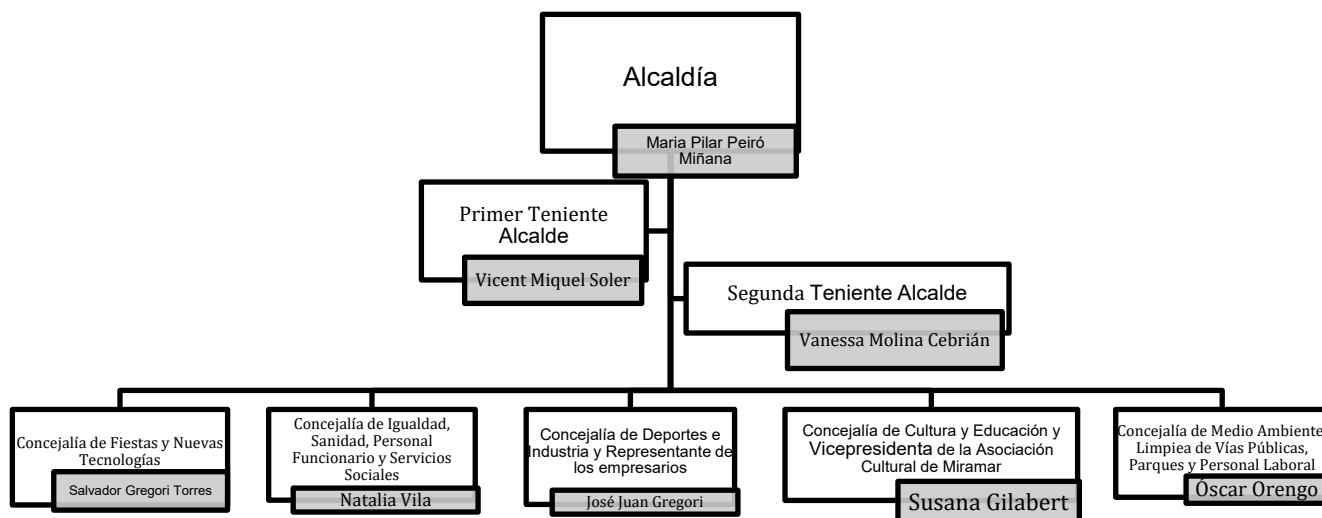 Alcaldía
Maria Pilar Peiró
Miñana
Primer Teniente
Alcalde
Vicent Miquel Soler
Segunda Teniente Alcalde
Vanessa Molina Cebrián
Concejalía de Fiestas y Nuevas
Tecnologías
Salvador Gregori Torres
Concejalía de Igualdad,
Sanidad, Personal
Funcionario y Servicios
Sociales
Natalia Vila
Concejalía de Deportes e
Industria y Representante de
los empresarios
José Juan Gregori
Concejalía de Cultura y Educación y
Vicepresidenta de la Asociación
Cultural de Miramar
Susana Gilabert
Concejalía de Medio Ambiente,
Limpiea de Vías Públicas,
Parques y Personal Laboral
Óscar Orengo